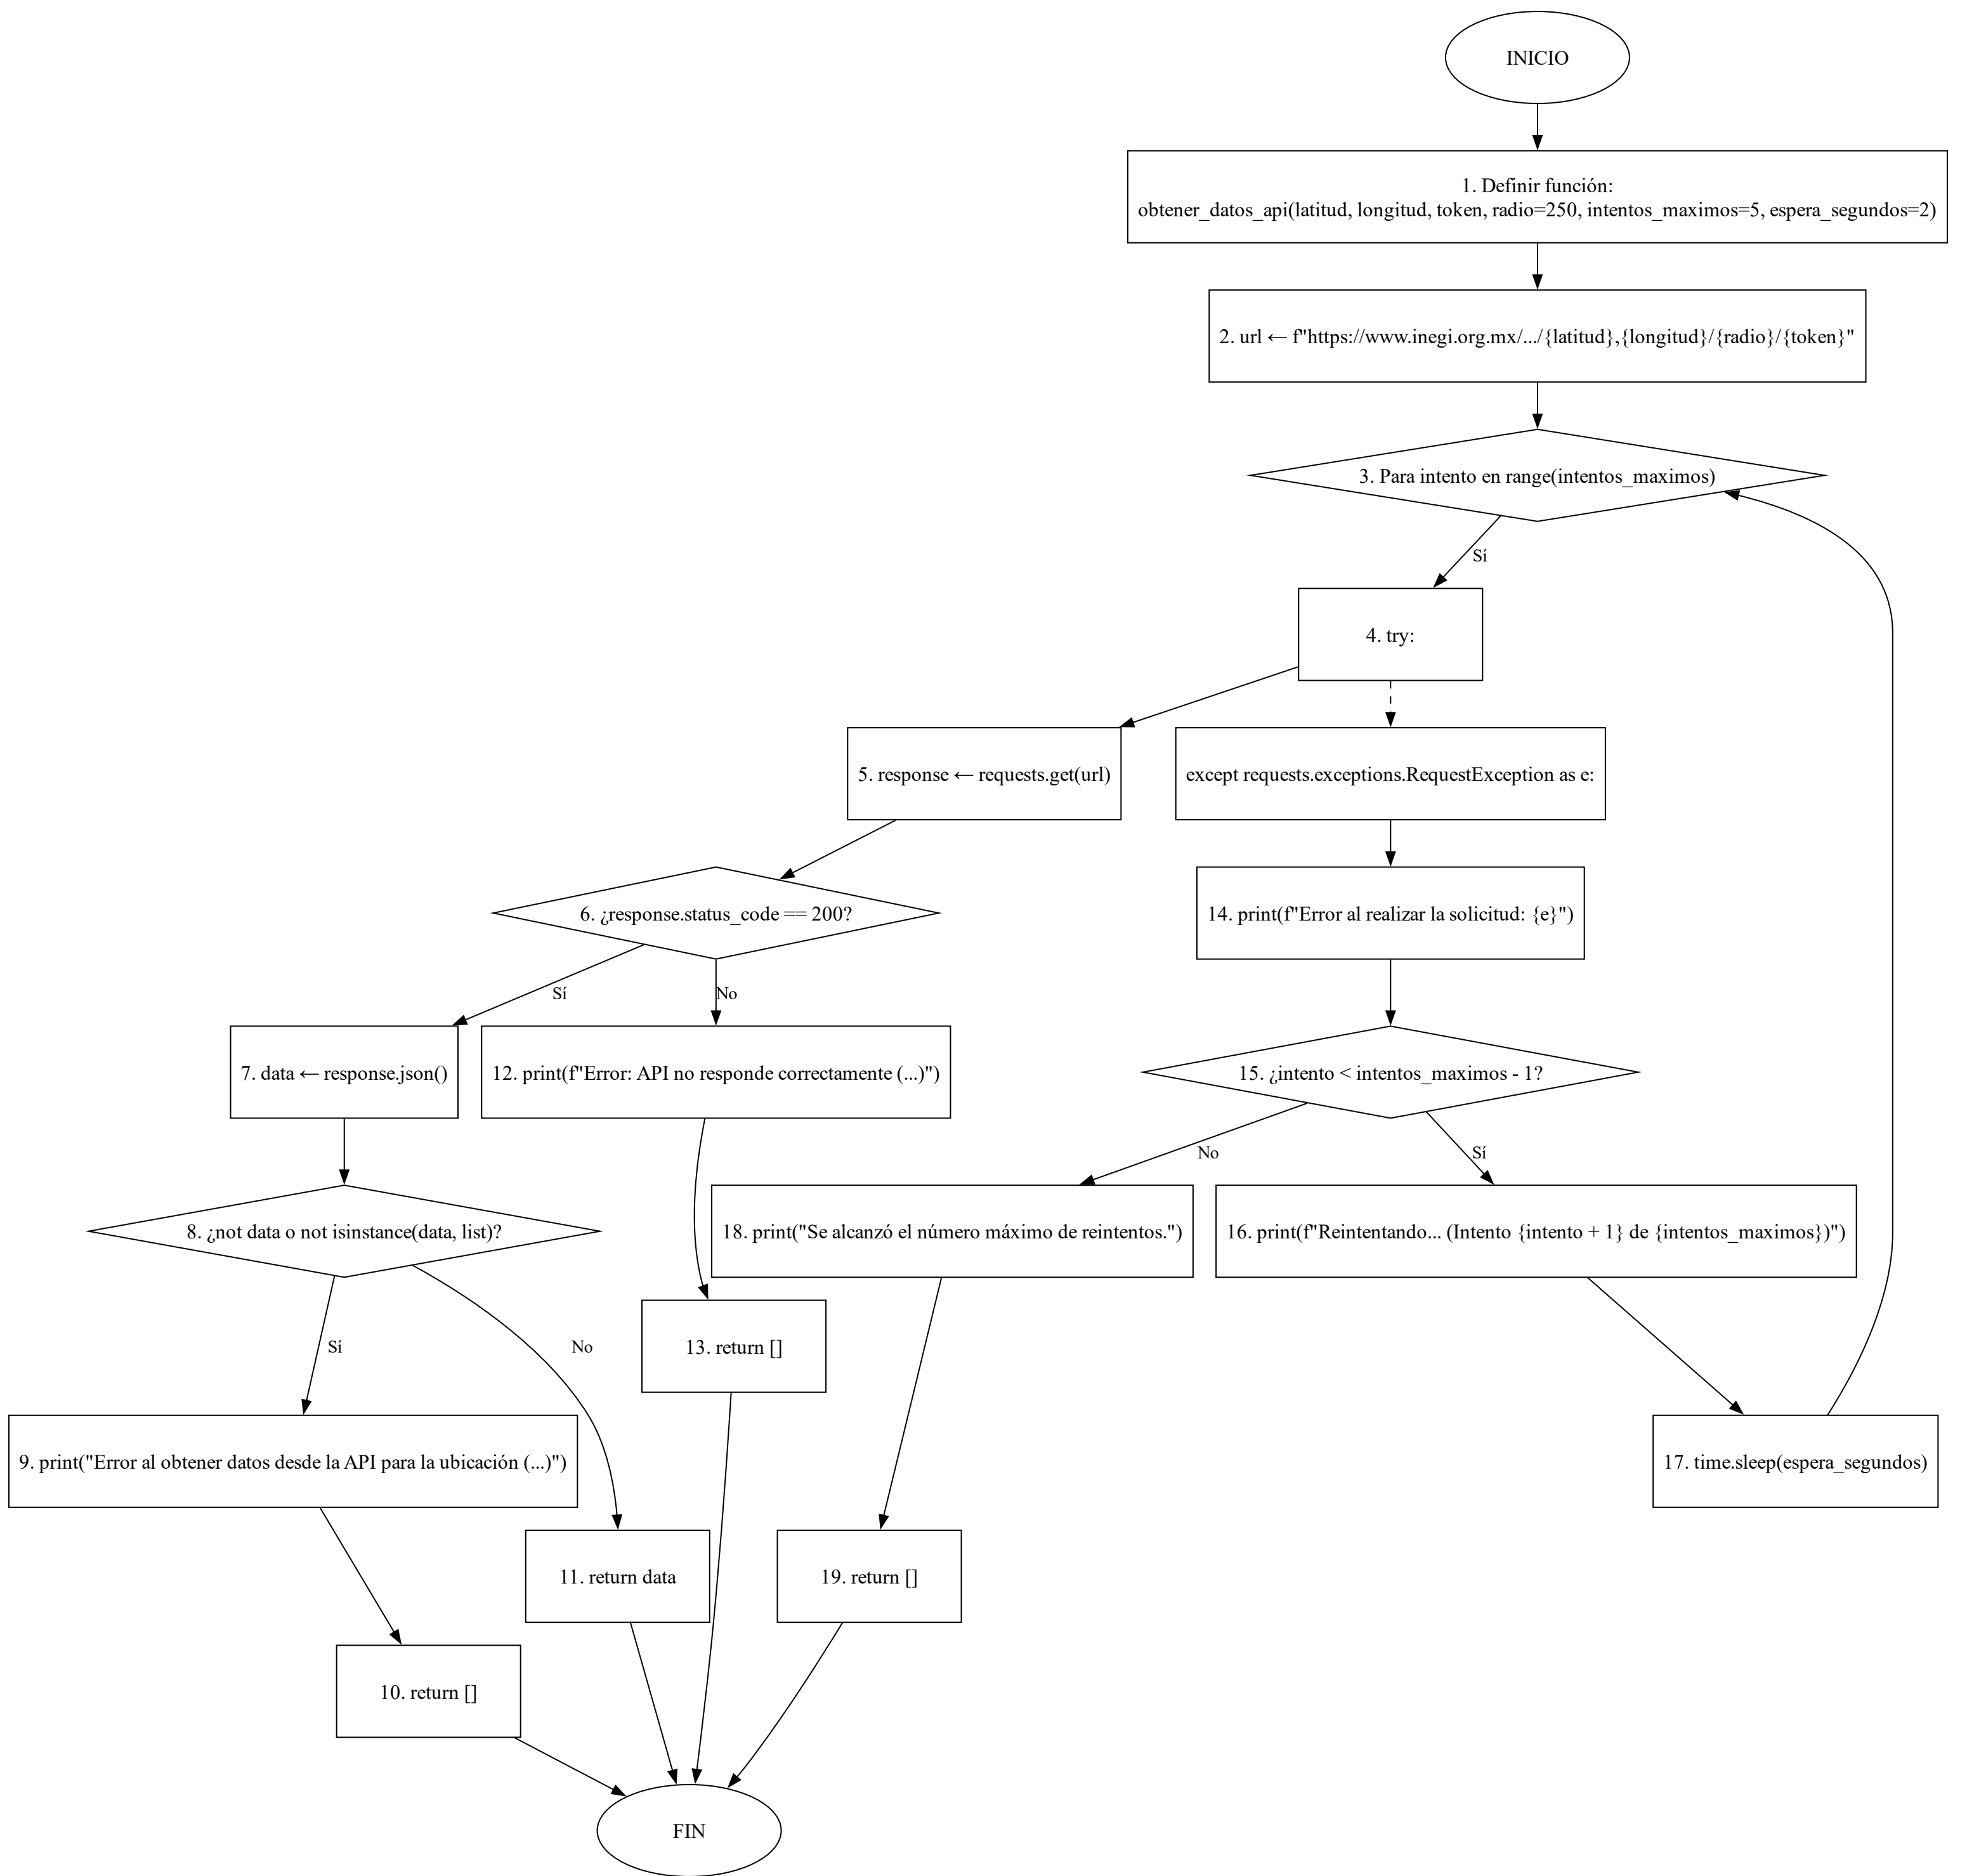 INICIO
1. Definir función:
obtener_datos_api(latitud, longitud, token, radio=250, intentos_maximos=5, espera_segundos=2)
2. url ← f"https://www.inegi.org.mx/.../{latitud},{longitud}/{radio}/{token}"
3. Para intento en range(intentos_maximos)
Sí
4. try:
5. response ← requests.get(url)
except requests.exceptions.RequestException as e:
6. ¿response.status_code == 200?
14. print(f"Error al realizar la solicitud: {e}")
Sí
No
7. data ← response.json()
12. print(f"Error: API no responde correctamente (...)")
15. ¿intento < intentos_maximos - 1?
No
Sí
8. ¿not data o not isinstance(data, list)?
18. print("Se alcanzó el número máximo de reintentos.")
16. print(f"Reintentando... (Intento {intento + 1} de {intentos_maximos})")
Sí
No
13. return []
9. print("Error al obtener datos desde la API para la ubicación (...)")
17. time.sleep(espera_segundos)
11. return data
19. return []
10. return []
FIN